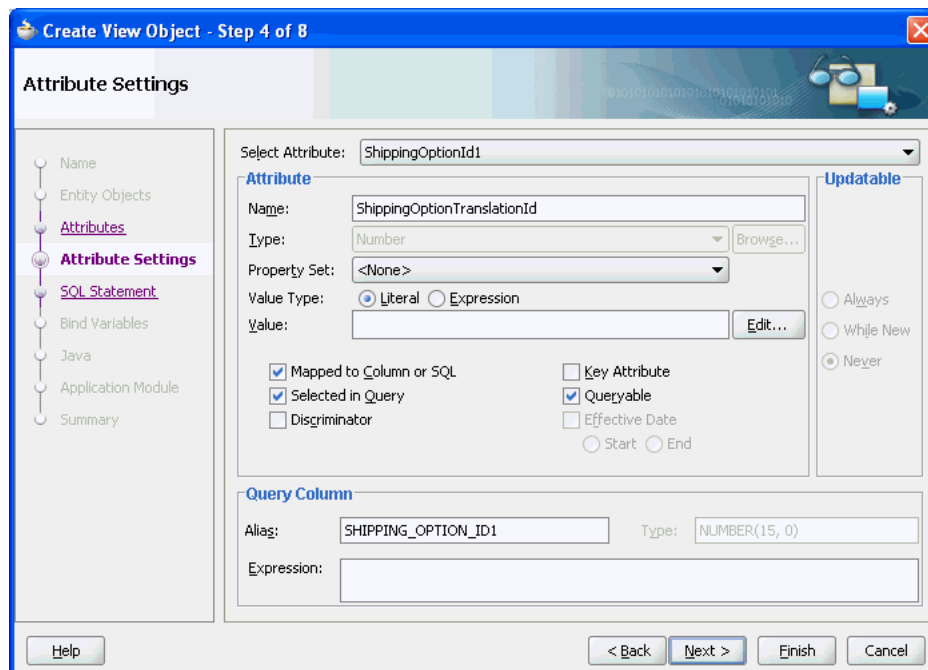 Create View Object - Step 4 of 8
Attribute Settings
Name
Entity Objects
Attributes
Attribute Settings
SQL Statement
Bind Variables
Java
Application Module
Summary
Select Attribute: ShippingOptionId1
Attribute
Name: ShippingOptionTranslationId
Type: Number Browse...
Property Set: <None>
Value Type: Literal Expression
Value: Edit...
Mapped to Column or SQL Key Attribute
Selected in Query Queryable
Discriminator Effective Date
Start End
Updatable
Always
While New
Never
Query Column
Alias: SHIPPING_OPTION_ID1 Type: NUMBER(15, 0)
Expression:
Help < Back Next > Finish Cancel